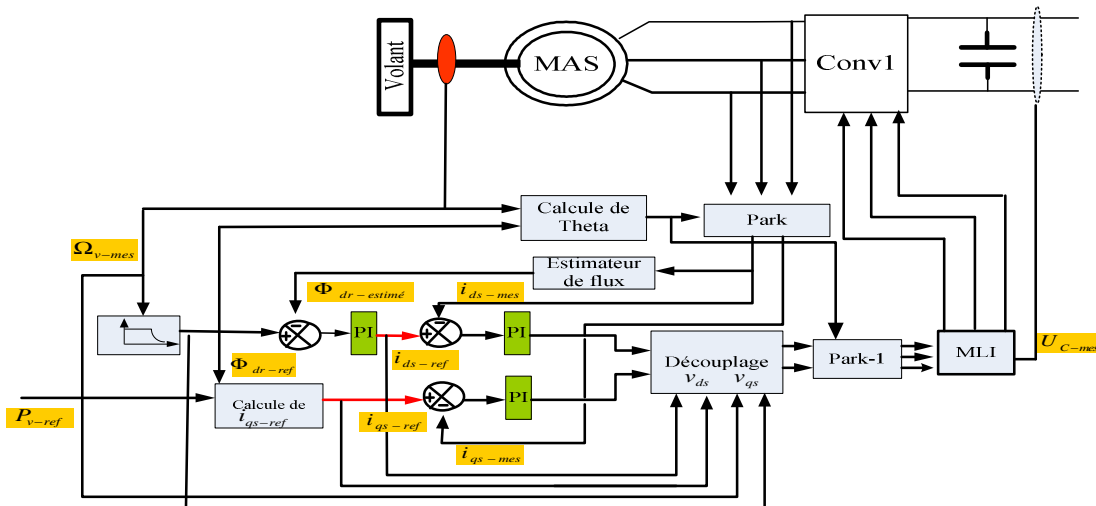 Volant
MAS
Conv1
Calcule de
Theta
Park
Ω v-mes
Estimateur
de flux
Φ dr-estimé
i ds-mes
PI
PI
Φ dr-ref
i ds-ref
Découplage
v ds v qs
Park-1
MLI
U C-mes
Calcule de
i qs-ref
PI
P v-ref
i qs-ref
i qs-mes